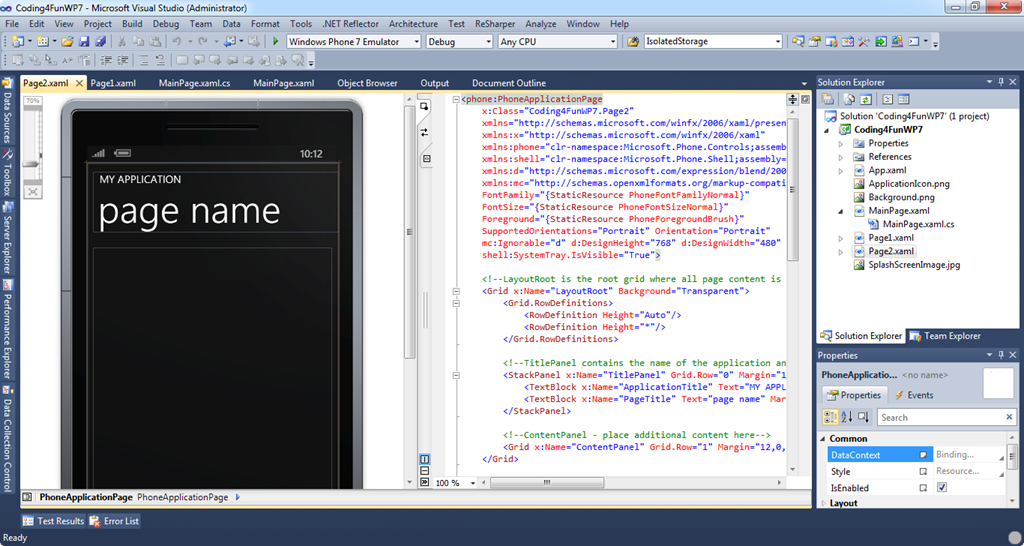 Coding4FunWP7 - Microsoft Visual Studio (Administrator)
File Edit View Project Build Debug Team Data Format Tools .NET Reflector Architecture Test ReSharper Analyze Window Help
Windows Phone 7 Emulator Debug Any CPU IsolatedStorage
Page2.xaml Page1.xaml MainPage.xaml.cs MainPage.xaml Object Browser Output Document Outline
Data Sources
Toolbox
Server Explorer
Performance Explorer
Data Collection Control
70%
10:12
MY APPLICATION
page name
<phone:PhoneApplicationPage
x:Class="Coding4FunWP7.Page2"
xmlns="http://schemas.microsoft.com/winfx/2006/xaml/presen
xmlns:x="http://schemas.microsoft.com/winfx/2006/xaml"
xmlns:phone="clr-namespace:Microsoft.Phone.Controls;assemb
xmlns:shell="clr-namespace:Microsoft.Phone.Shell;assembly=
xmlns:d="http://schemas.microsoft.com/expression/blend/200
xmlns:mc="http://schemas.openxmlformats.org/markup-compati
FontFamily="{StaticResource PhoneFontFamilyNormal}"
FontSize="{StaticResource PhoneFontSizeNormal}"
Foreground="{StaticResource PhoneForegroundBrush}"
SupportedOrientations="Portrait" Orientation="Portrait"
mc:Ignorable="d" d:DesignHeight="768" d:DesignWidth="480"
shell:SystemTray.IsVisible="True">
<!--LayoutRoot is the root grid where all page content is
<Grid x:Name="LayoutRoot" Background="Transparent">
<Grid.RowDefinitions>
<RowDefinition Height="Auto"/>
<RowDefinition Height="*"/>
</Grid.RowDefinitions>
<!--TitlePanel contains the name of the application an
<StackPanel x:Name="TitlePanel" Grid.Row="0" Margin="1
<TextBlock x:Name="ApplicationTitle" Text="MY APPL
<TextBlock x:Name="PageTitle" Text="page name" Mar
</StackPanel>
<!--ContentPanel - place additional content here-->
<Grid x:Name="ContentPanel" Grid.Row="1" Margin="12,0,
</Grid>
100 %
PhoneApplicationPage PhoneApplicationPage
Solution Explorer
Solution 'Coding4FunWP7' (1 project)
Coding4FunWP7
Properties
References
App.xaml
ApplicationIcon.png
Background.png
MainPage.xaml
MainPage.xaml.cs
Page1.xaml
Page2.xaml
SplashScreenImage.jpg
Solution Explorer Team Explorer
Properties
PhoneApplicatio... <no name>
Properties Events
Search
Common
DataContext Binding...
Style Resource...
IsEnabled
Layout
Test Results Error List
Ready